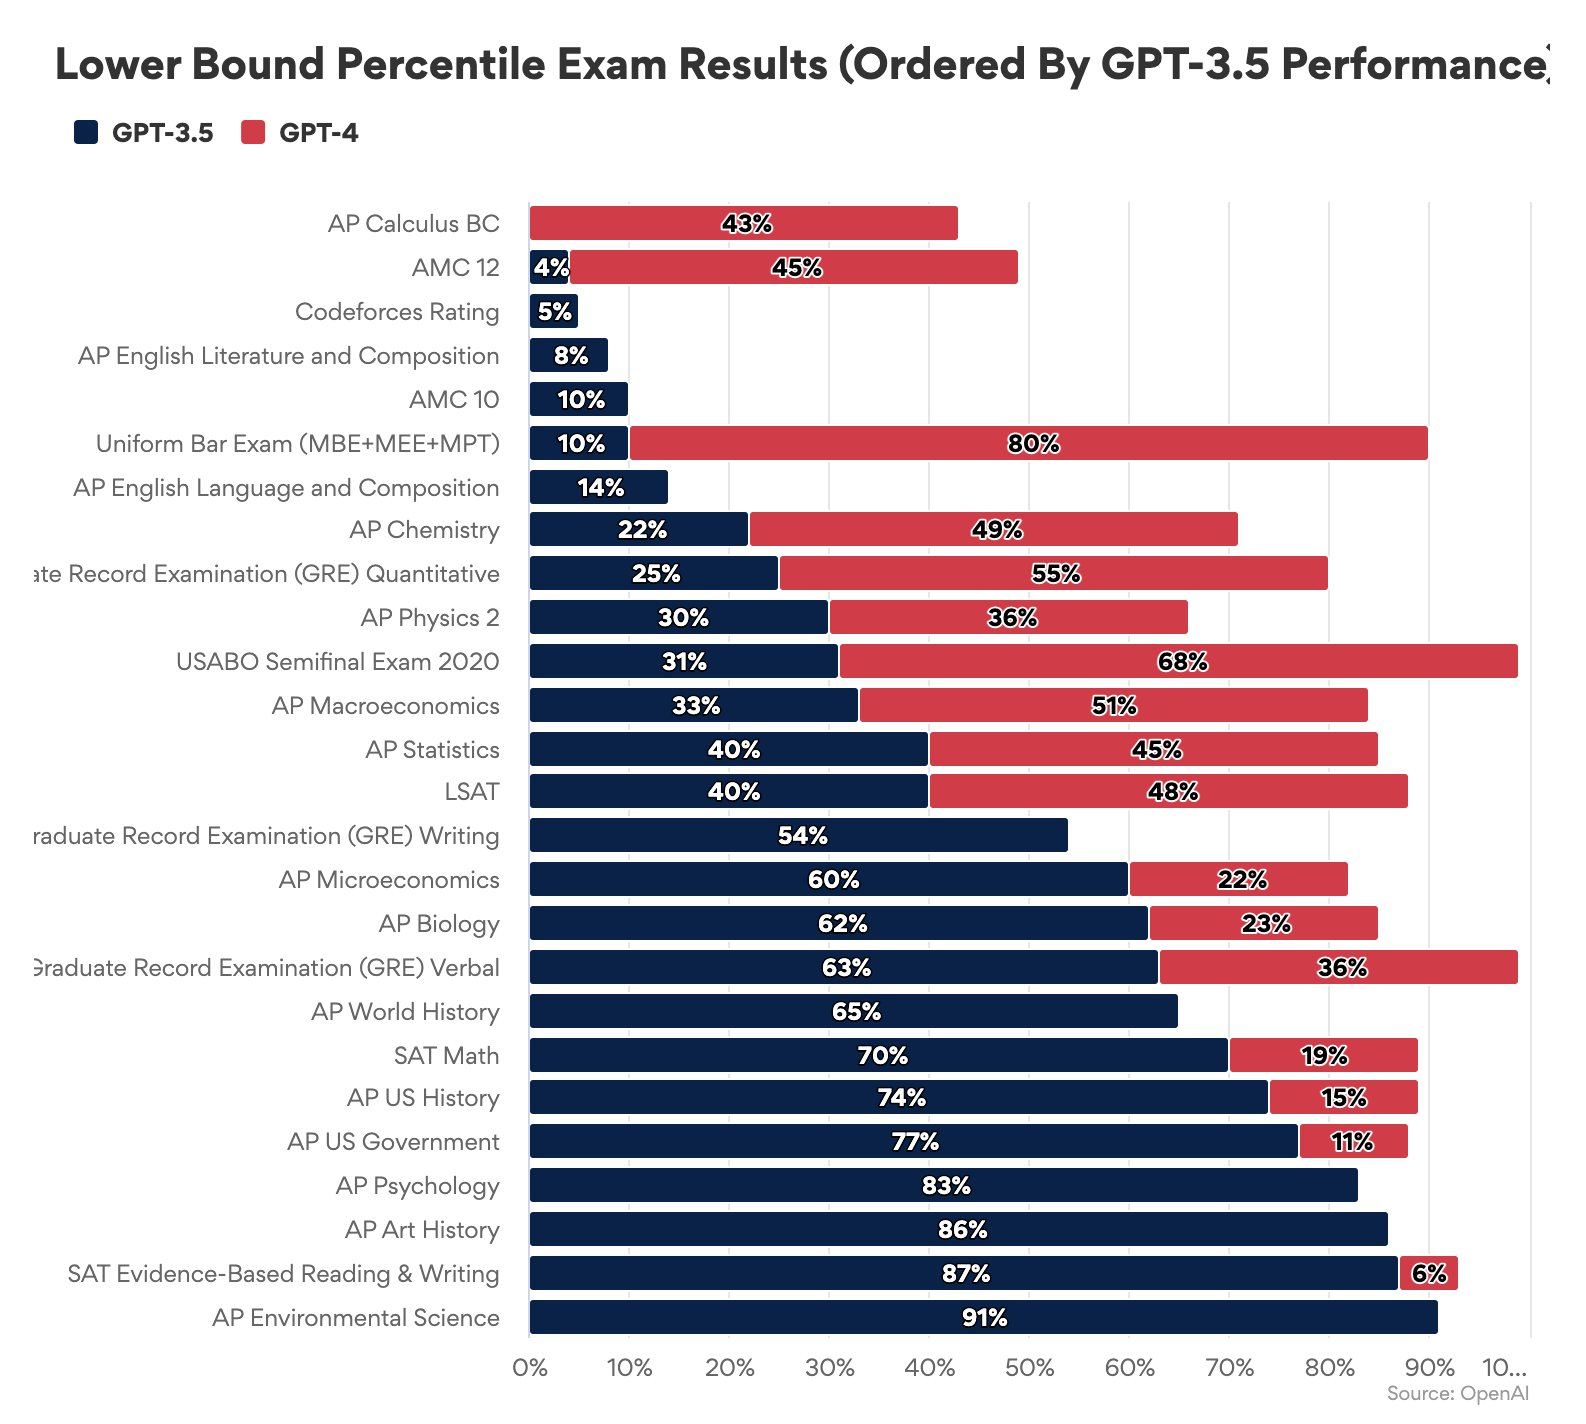 Lower Bound Percentile Exam Results (Ordered By GPT-3.5 Performance)
GPT-3.5 GPT-4
AP Calculus BC 43%
AMC 12 4% 45%
Codeforces Rating 5%
AP English Literature and Composition 8%
AMC 10 10%
Uniform Bar Exam (MBE+MEE+MPT) 10% 80%
AP English Language and Composition 14%
AP Chemistry 22% 49%
ate Record Examination (GRE) Quantitative 25% 55%
AP Physics 2 30% 36%
USABO Semifinal Exam 2020 31% 68%
AP Macroeconomics 33% 51%
AP Statistics 40% 45%
LSAT 40% 48%
raduate Record Examination (GRE) Writing 54%
AP Microeconomics 60% 22%
AP Biology 62% 23%
Graduate Record Examination (GRE) Verbal 63% 36%
AP World History 65%
SAT Math 70% 19%
AP US History 74% 15%
AP US Government 77% 11%
AP Psychology 83%
AP Art History 86%
SAT Evidence-Based Reading & Writing 87% 6%
AP Environmental Science 91%
0% 10% 20% 30% 40% 50% 60% 70% 80% 90% 10...
Source: OpenAI